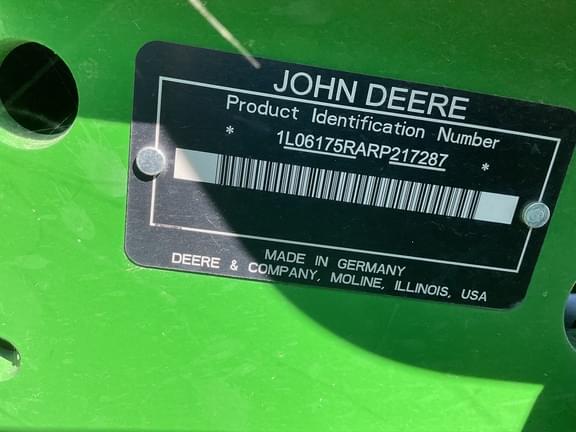 JOHN DEERE
Product Identification Number
* 1L06175RARP217287 *
MADE IN GERMANY
DEERE & COMPANY, MOLINE, ILLINOIS, USA